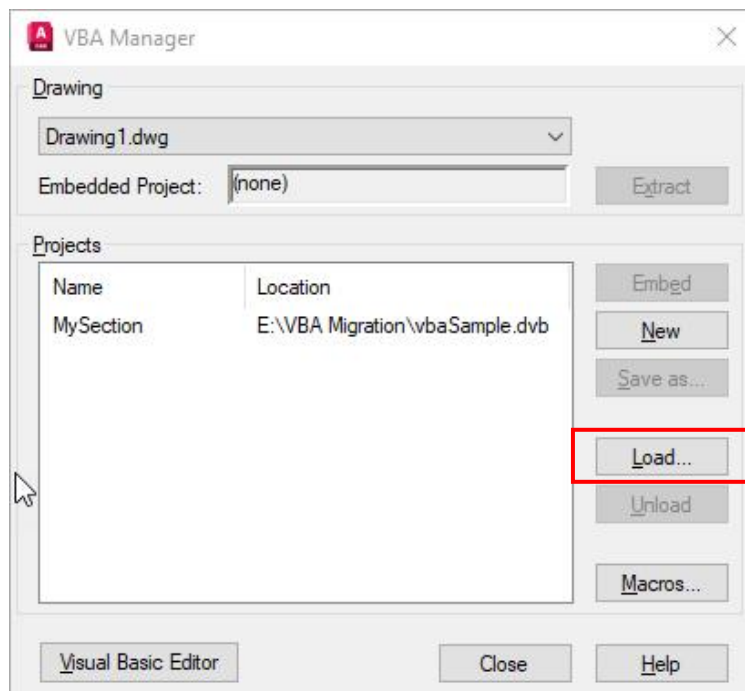 VBA Manager
Drawing
Drawing1.dwg
Embedded Project: (none) Extract
Projects
Name Location
MySection E:\VBA Migration\vbaSample.dvb
Embed
New
Save as...
Load...
Unload
Macros...
Visual Basic Editor Close Help